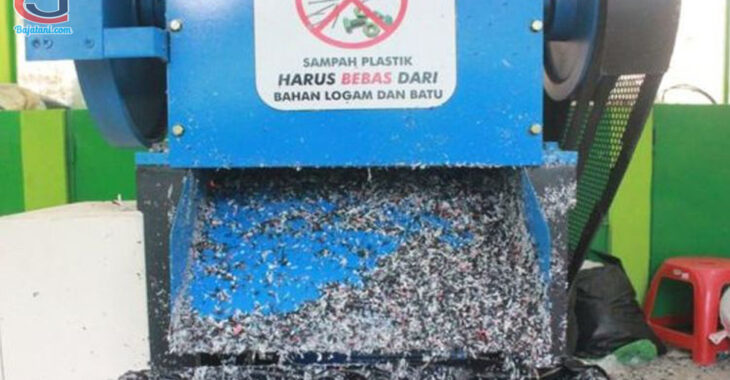 Bajatani.com
SAMPAH PLASTIK
HARUS BEBAS DARI
BAHAN LOGAM DAN BATU